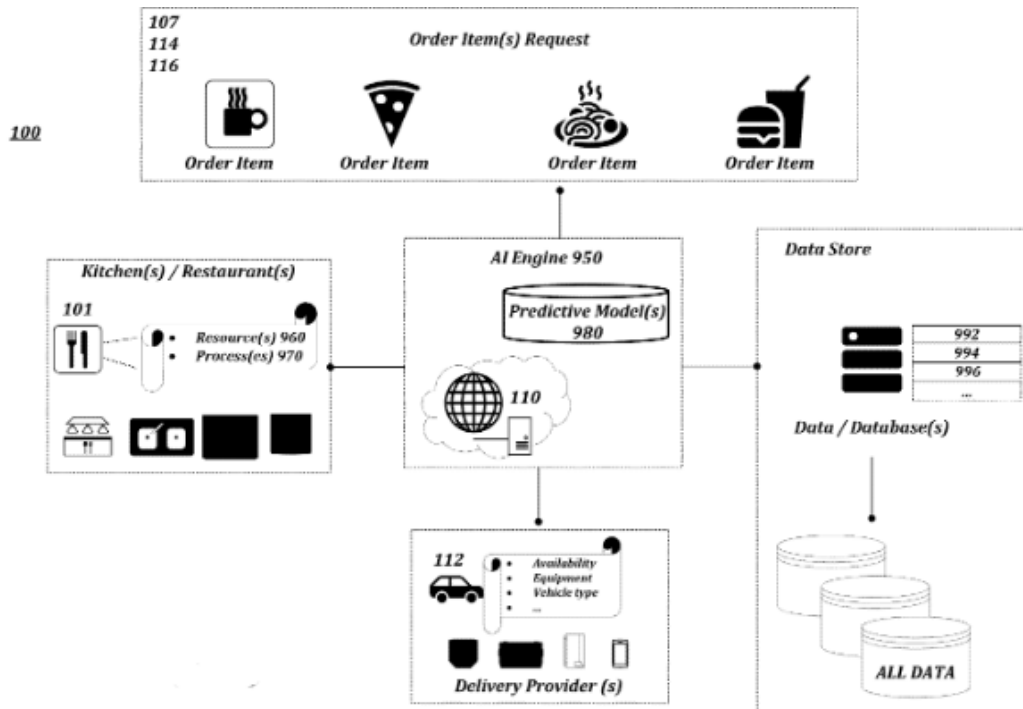 107
114
116
Order Item(s) Request
Order Item
Order Item
Order Item
Order Item
100
Kitchen(s) / Restaurant(s)
101
• Resource(s) 960
• Process(es) 970
AI Engine 950
Predictive Model(s)
980
110
Data Store
992
994
996
...
Data / Database(s)
ALL DATA
112
• Availability
• Equipment
• Vehicle type
• ...
Delivery Provider (s)